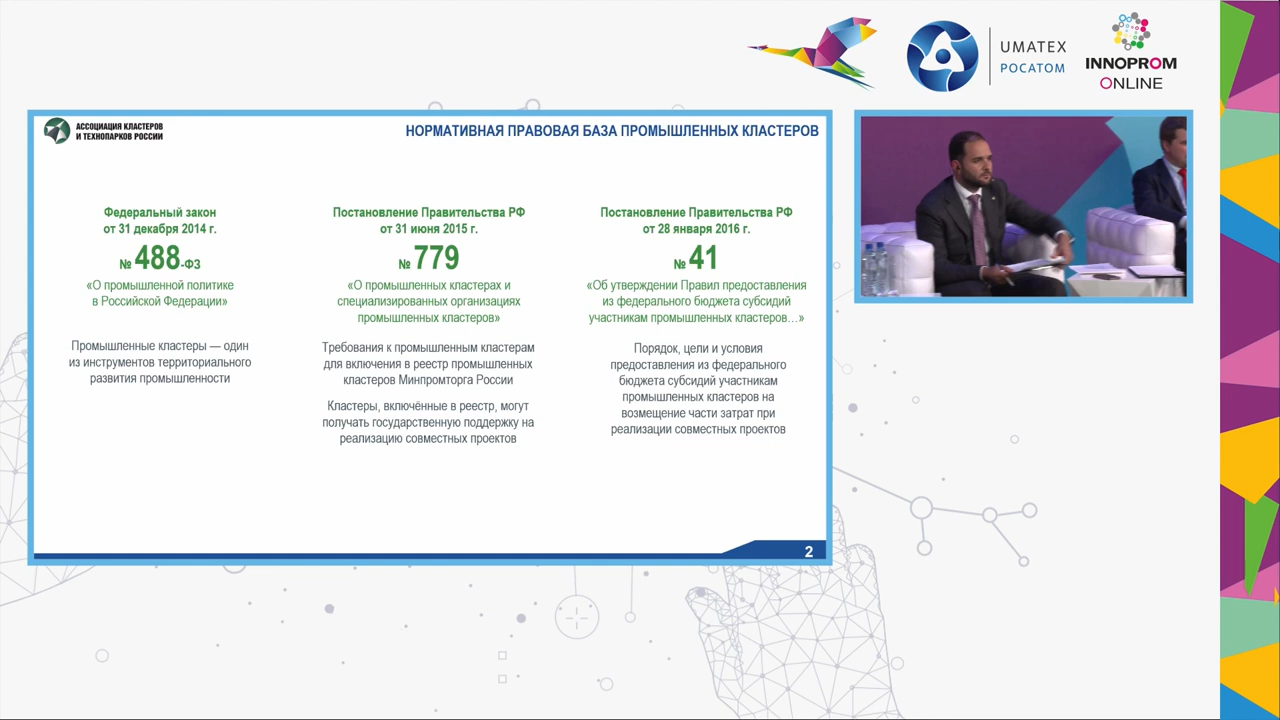 UMATEX
РОСАТОМ
INNOPROM
ONLINE
АССОЦИАЦИЯ КЛАСТЕРОВ
И ТЕХНОПАРКОВ РОССИИ
НОРМАТИВНАЯ ПРАВОВАЯ БАЗА ПРОМЫШЛЕННЫХ КЛАСТЕРОВ
Федеральный закон
от 31 декабря 2014 г.
№ 488-ФЗ
«О промышленной политике
в Российской Федерации»
Промышленные кластеры — один
из инструментов территориального
развития промышленности
Постановление Правительства РФ
от 31 июня 2015 г.
№ 779
«О промышленных кластерах и
специализированных организациях
промышленных кластеров»
Требования к промышленным кластерам
для включения в реестр промышленных
кластеров Минпромторга России
Кластеры, включённые в реестр, могут
получать государственную поддержку на
реализацию совместных проектов
Постановление Правительства РФ
от 28 января 2016 г.
№ 41
«Об утверждении Правил предоставления
из федерального бюджета субсидий
участникам промышленных кластеров...»
Порядок, цели и условия
предоставления из федерального
бюджета субсидий участникам
промышленных кластеров на
возмещение части затрат при
реализации совместных проектов
2